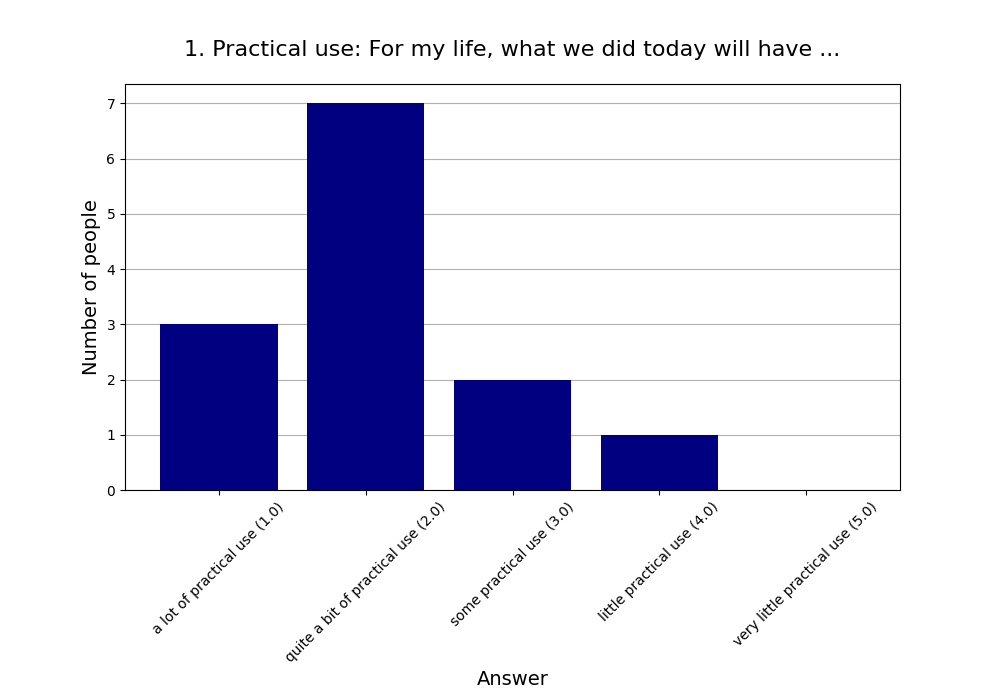 1. Practical use: For my life, what we did today will have ...
Number of people
7
6
5
4
3
2
1
0
a lot of practical use (1.0)
quite a bit of practical use (2.0)
some practical use (3.0)
little practical use (4.0)
very little practical use (5.0)
Answer